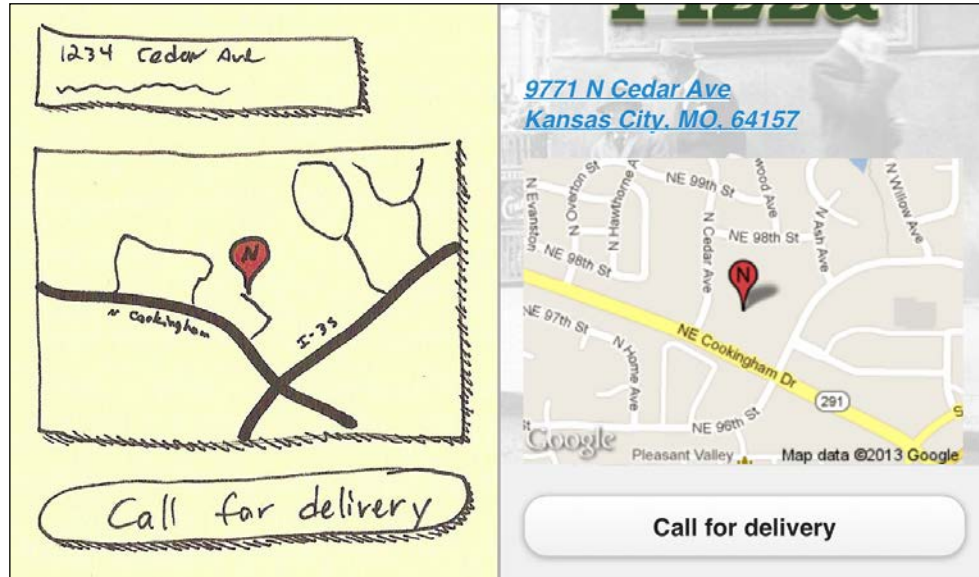 1234 Cedar Ave
N
N Cookingham
I-35
Call for delivery
Pizza
9771 N Cedar Ave
Kansas City, MO, 64157
NE 99th St
N Evanston
N Overton St
N Hawthorne A
wood Ave
N Willow Ave
N Cedar Ave
NE 98th St
N Ash Ave
NE 98th St
N
NE 97th St
N Home Ave
NE Cookingham Dr
291
NE 96th St
St
S
Google
Pleasant Valley
Map data ©2013 Google
Call for delivery